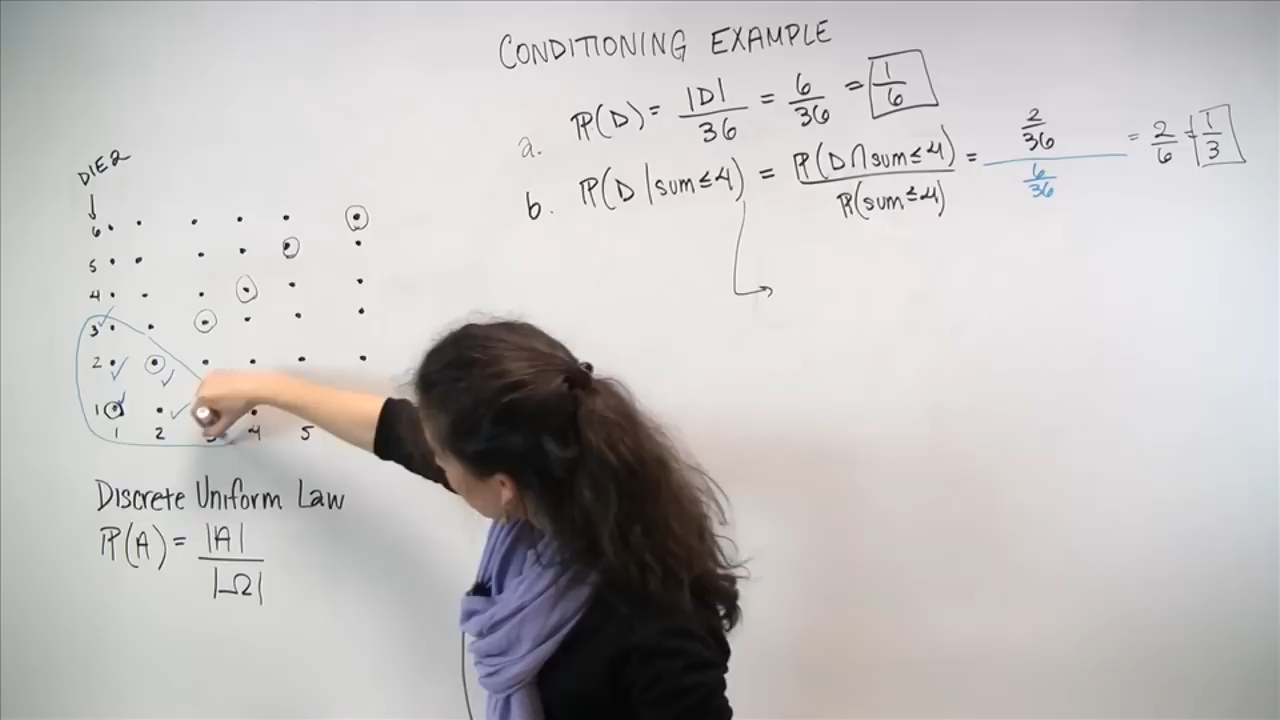 CONDITIONING EXAMPLE
a. P(D) = |D| / 36 = 6/36 = 1/6
b. P(D | sum ≤ 4) = P(D ∩ sum ≤ 4) / P(sum ≤ 4) = 2/36 / 6/36 = 2/6 = 1/3
DIE 2
6
5
4
3
2
1
1 2 3 4 5
Discrete Uniform Law
P(A) = |A| / |Ω|